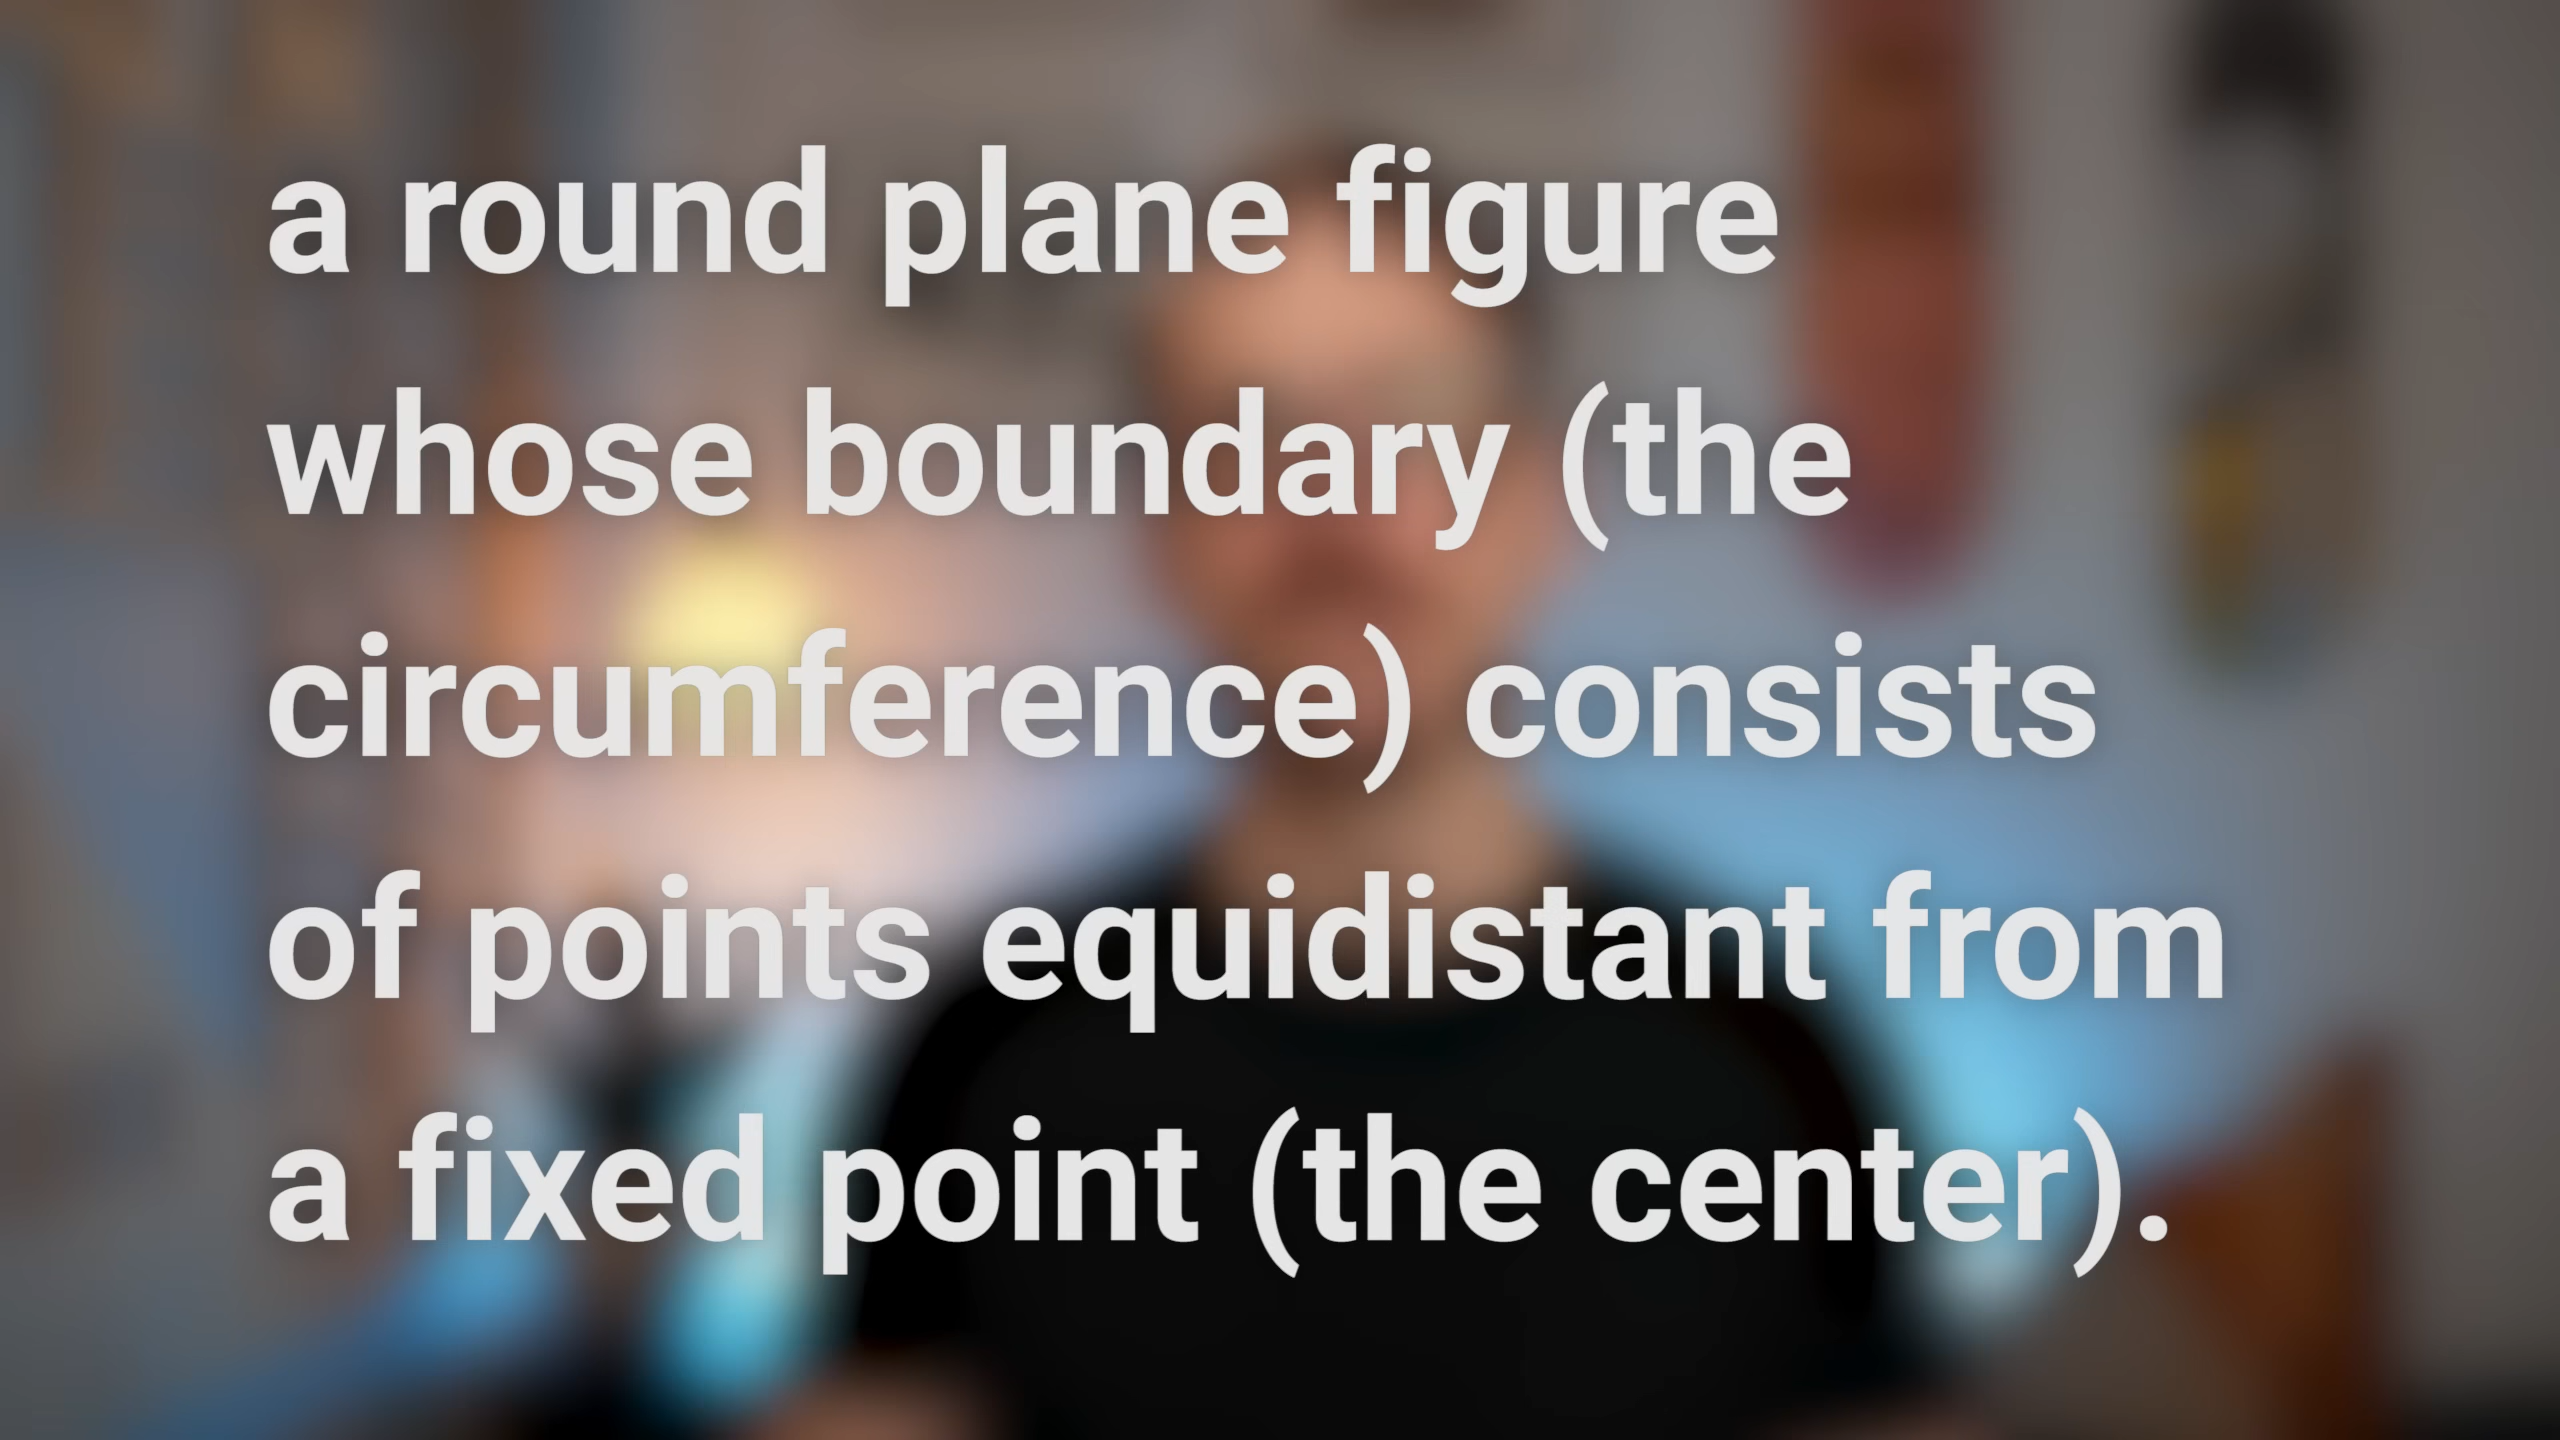 a round plane figure
whose boundary (the
circumference) consists
of points equidistant from
a fixed point (the center).